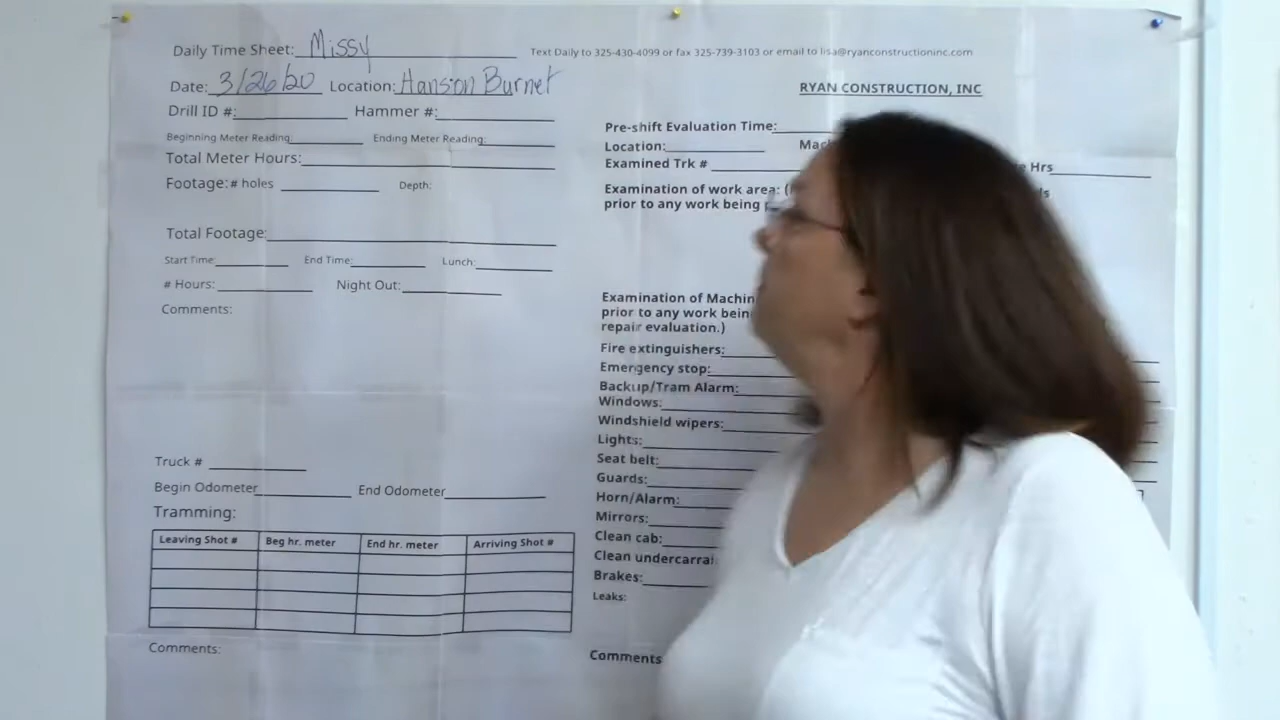 Daily Time Sheet: Missy
Text Daily to 325-430-4099 or fax 325-739-3103 or email to lisa@ryanconstructioninc.com
Date: 3/26/20 Location: Hanson Burnet
Drill ID #: Hammer #:
Beginning Meter Reading: Ending Meter Reading:
Total Meter Hours:
Footage: # holes Depth:
Total Footage:
Start Time: End Time: Lunch:
# Hours: Night Out:
Comments:
Truck #
Begin Odometer End Odometer
Tramming:
Leaving Shot # Beg hr. meter End hr. meter Arriving Shot #
Comments:
RYAN CONSTRUCTION, INC
Pre-shift Evaluation Time:
Location:
Examined Trk # Hrs
Examination of work area:
prior to any work being
Examination of
prior to any work
repair evaluation.)
Fire extinguishers:
Emergency stop:
Backup/Tram Alarm:
Windows:
Windshield wipers:
Lights:
Seat belt:
Guards:
Horn/Alarm:
Mirrors:
Clean cab:
Clean
Brakes:
Leaks:
Comments